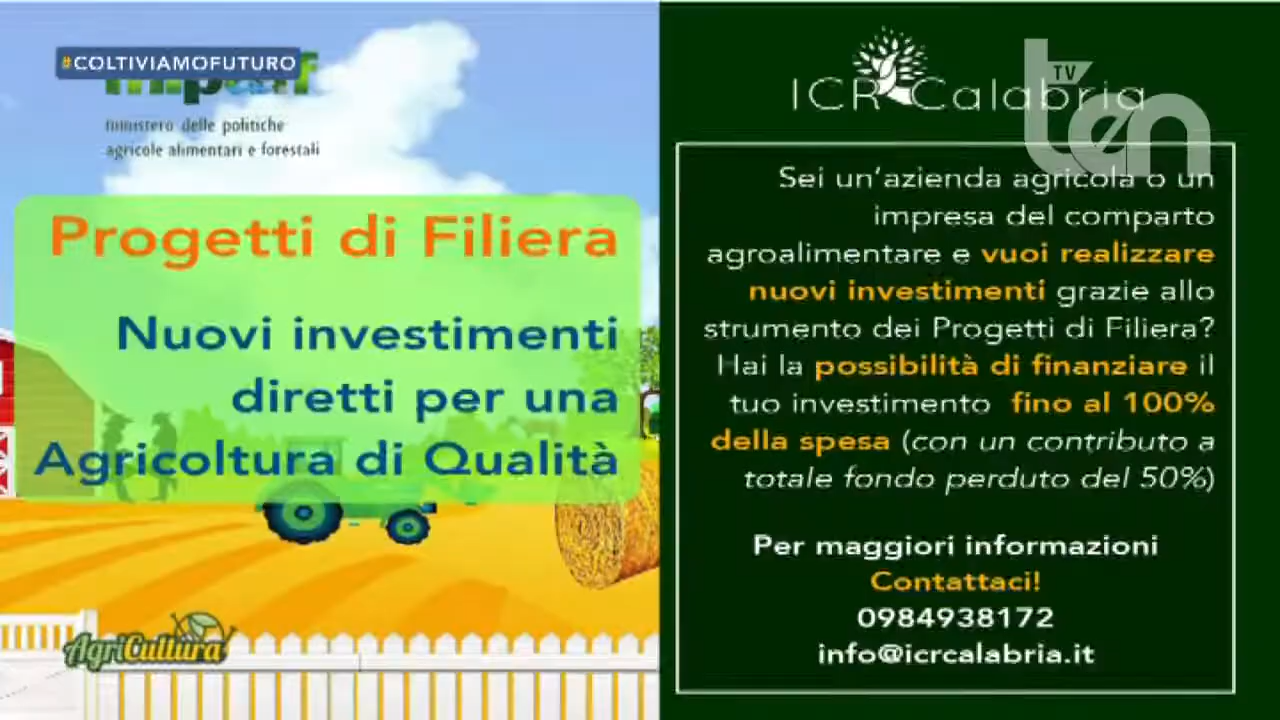 #COLTIVIAMOFUTURO
mipaaf
ministero delle politiche
agricole alimentari e forestali
Progetti di Filiera
Nuovi investimenti
diretti per una
Agricoltura di Qualità
AgriCultura
ICR Calabria
TV
ten
Sei un'azienda agricola o un
impresa del comparto
agroalimentare e vuoi realizzare
nuovi investimenti grazie allo
strumento dei Progetti di Filiera?
Hai la possibilità di finanziare il
tuo investimento fino al 100%
della spesa (con un contributo a
totale fondo perduto del 50%)
Per maggiori informazioni
Contattaci!
0984938172
info@icrcalabria.it